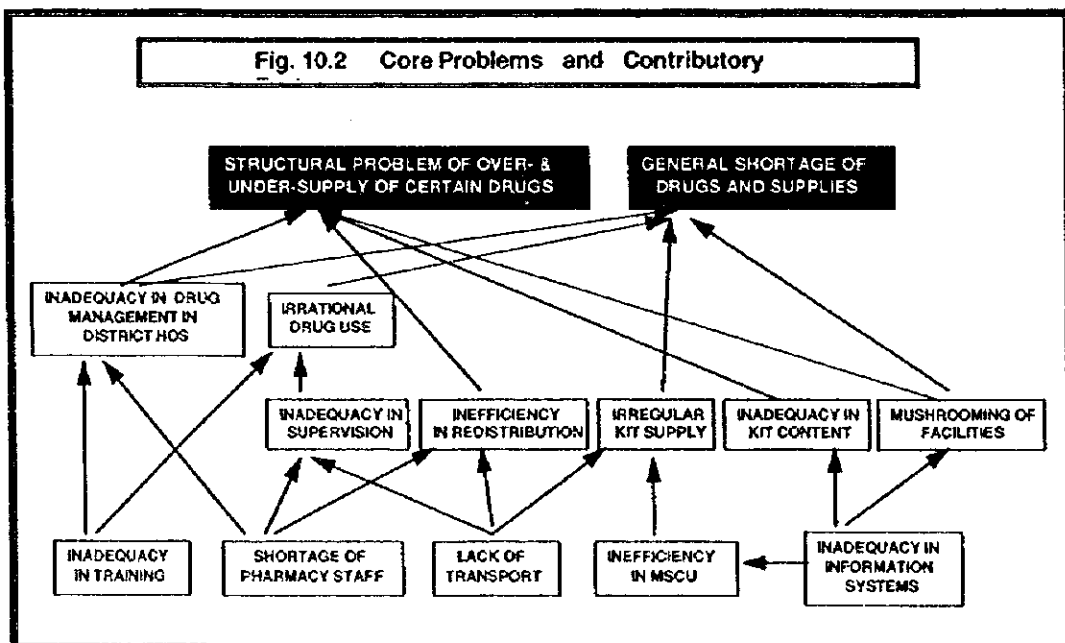 Fig. 10.2 Core Problems and Contributory
STRUCTURAL PROBLEM OF OVER- &
UNDER-SUPPLY OF CERTAIN DRUGS
GENERAL SHORTAGE OF
DRUGS AND SUPPLIES
INADEQUACY IN DRUG
MANAGEMENT IN
DISTRICT HOS
IRRATIONAL
DRUG USE
INADEQUACY IN
SUPERVISION
INEFFICIENCY
IN REDISTRIBUTION
IRREGULAR
KIT SUPPLY
INADEQUACY IN
KIT CONTENT
MUSHROOMING OF
FACILITIES
INADEQUACY
IN TRAINING
SHORTAGE OF
PHARMACY STAFF
LACK OF
TRANSPORT
INEFFICIENCY
IN MSCU
INADEQUACY IN
INFORMATION
SYSTEMS